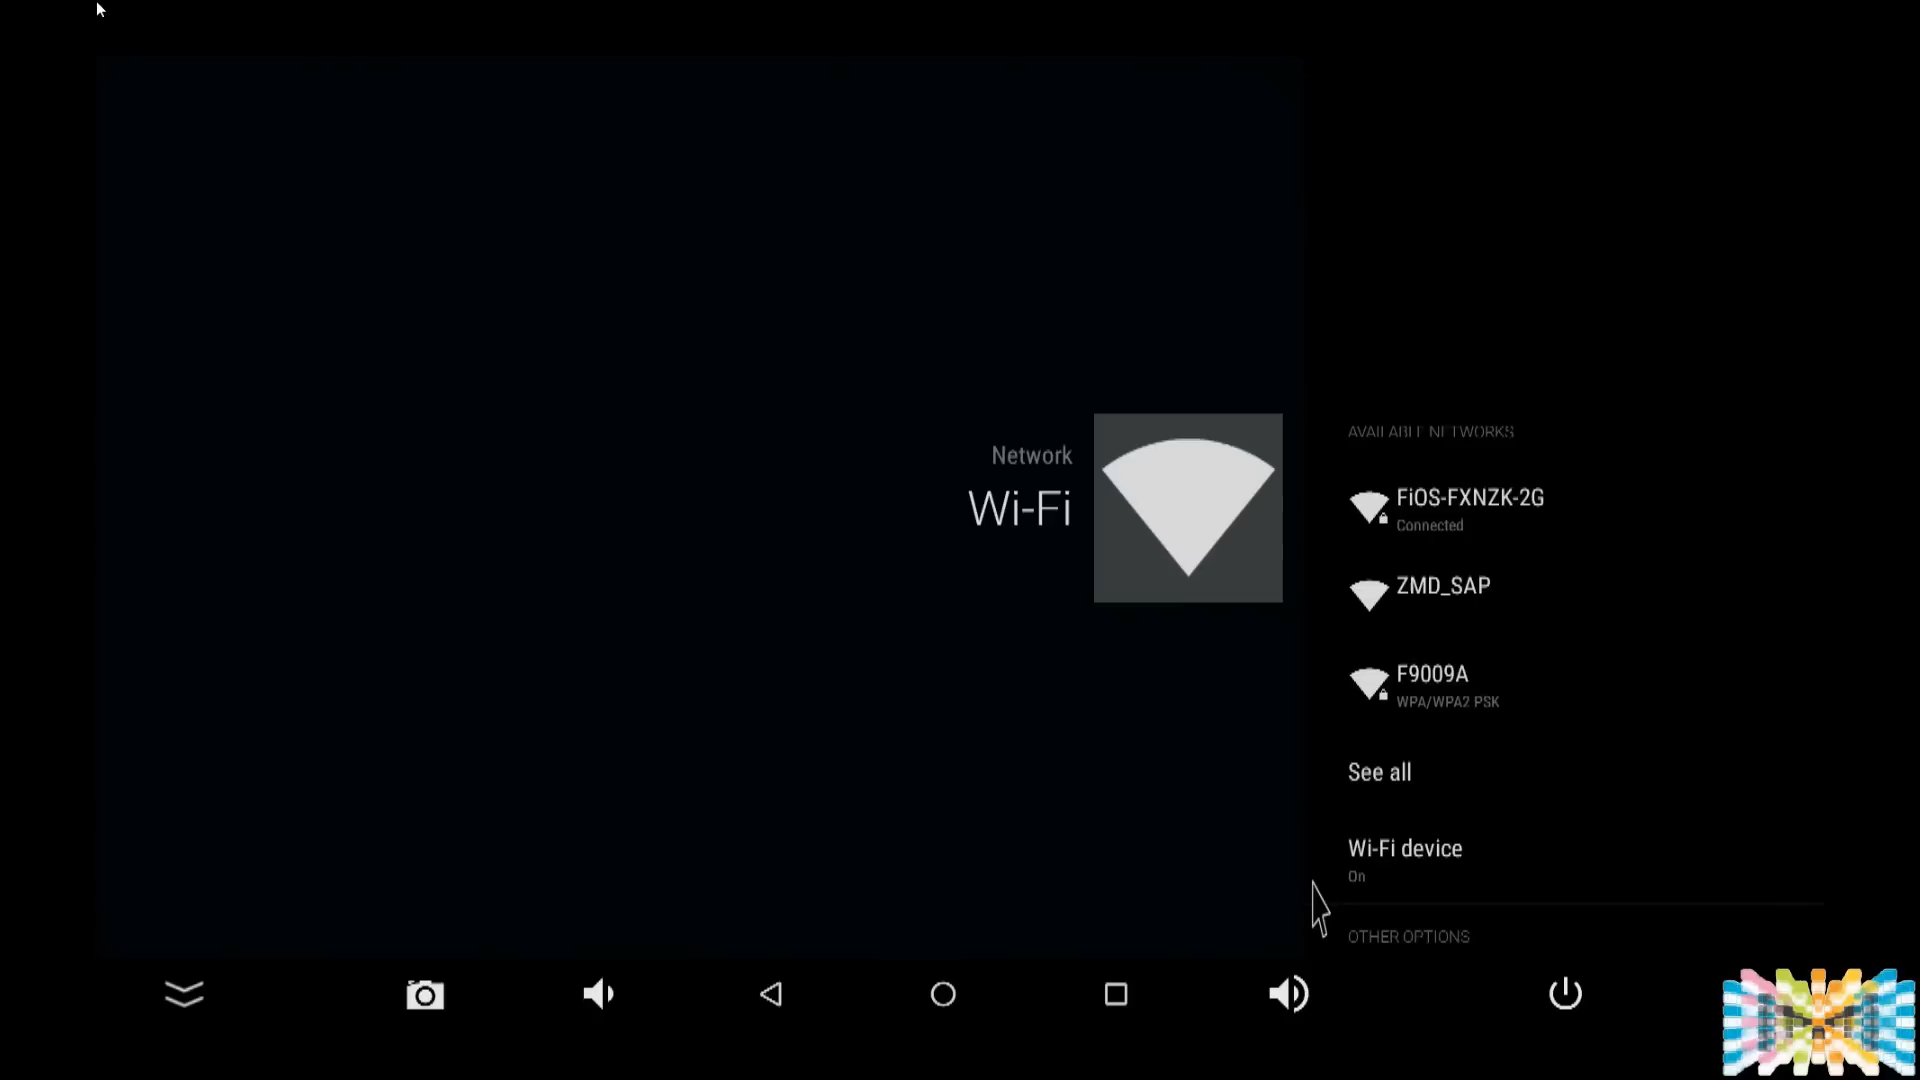 Network
Wi-Fi
AVAILABLE NETWORKS
FiOS-FXNZK-2G
Connected
ZMD_SAP
F9009A
WPA/WPA2 PSK
See all
Wi-Fi device
On
OTHER OPTIONS